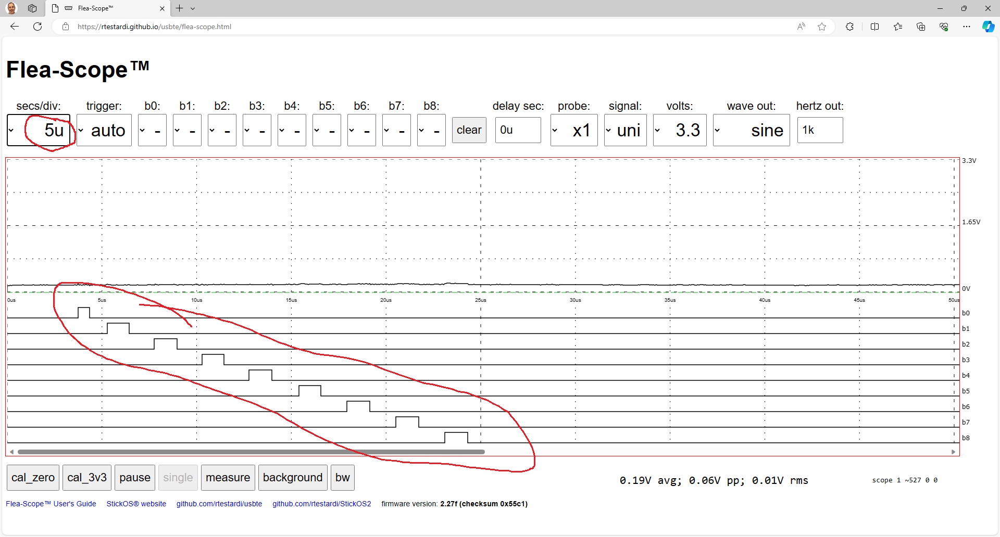 Flea-Scope™
https://rtestardi.github.io/usbte/flea-scope.html
Flea-Scope™
secs/div: trigger: b0: b1: b2: b3: b4: b5: b6: b7: b8: delay sec: probe: signal: volts: wave out: hertz out:
5u auto - - - - - - - - - clear 0u x1 uni 3.3 sine 1k
3.3V
1.65V
0V
0us 5us 10us 15us 20us 25us 30us 35us 40us 45us 50us
b0
b1
b2
b3
b4
b5
b6
b7
b8
cal_zero cal_3v3 pause single measure background bw 0.19V avg; 0.06V pp; 0.01V rms scope 1 ~527 0 0
Flea-Scope™ User's Guide StickOS® website github.com/rtestardi/usbte github.com/rtestardi/StickOS2 firmware version: 2.27f (checksum 0x55c1)